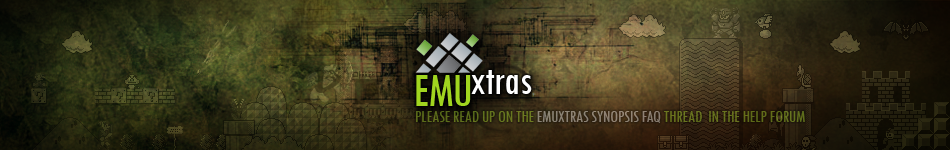 EMUxtras
PLEASE READ UP ON THE EMUXTRAS SYNOPSIS FAQ THREAD IN THE HELP FORUM